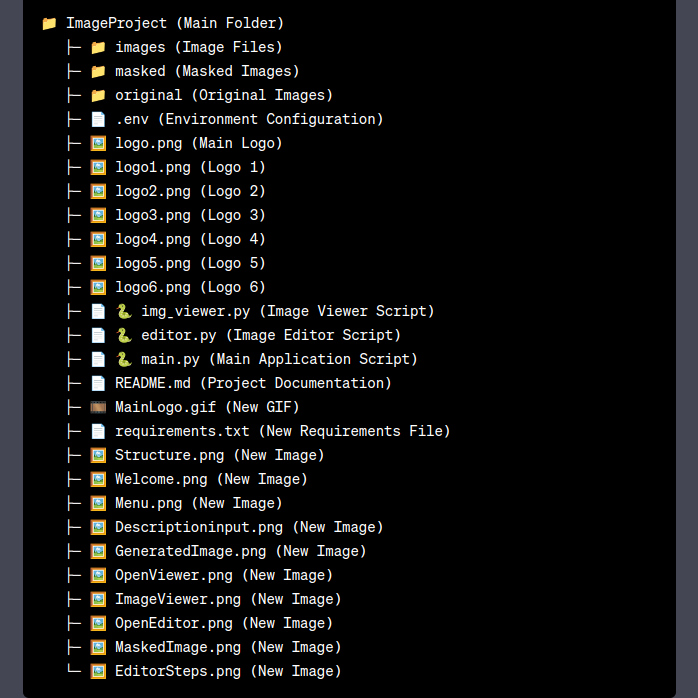 📁 ImageProject (Main Folder)
├─ 📁 images (Image Files)
├─ 📁 masked (Masked Images)
├─ 📁 original (Original Images)
├─ 📄 .env (Environment Configuration)
├─ 🖼️ logo.png (Main Logo)
├─ 🖼️ logo1.png (Logo 1)
├─ 🖼️ logo2.png (Logo 2)
├─ 🖼️ logo3.png (Logo 3)
├─ 🖼️ logo4.png (Logo 4)
├─ 🖼️ logo5.png (Logo 5)
├─ 🖼️ logo6.png (Logo 6)
├─ 📄 🐍 img_viewer.py (Image Viewer Script)
├─ 📄 🐍 editor.py (Image Editor Script)
├─ 📄 🐍 main.py (Main Application Script)
├─ 📄 README.md (Project Documentation)
├─ 🎞️ MainLogo.gif (New GIF)
├─ 📄 requirements.txt (New Requirements File)
├─ 🖼️ Structure.png (New Image)
├─ 🖼️ Welcome.png (New Image)
├─ 🖼️ Menu.png (New Image)
├─ 🖼️ Descriptioninput.png (New Image)
├─ 🖼️ GeneratedImage.png (New Image)
├─ 🖼️ OpenViewer.png (New Image)
├─ 🖼️ ImageViewer.png (New Image)
├─ 🖼️ OpenEditor.png (New Image)
├─ 🖼️ MaskedImage.png (New Image)
└─ 🖼️ EditorSteps.png (New Image)